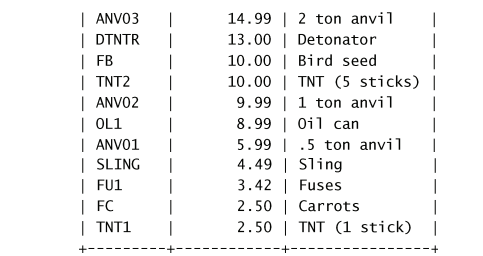 | ANV03   |      14.99 | 2 ton anvil    |
| DTNTR   |      13.00 | Detonator      |
| FB      |      10.00 | Bird seed      |
| TNT2    |      10.00 | TNT (5 sticks) |
| ANV02   |       9.99 | 1 ton anvil    |
| OL1     |       8.99 | Oil can        |
| ANV01   |       5.99 | .5 ton anvil   |
| SLING   |       4.49 | Sling          |
| FU1     |       3.42 | Fuses          |
| FC      |       2.50 | Carrots        |
| TNT1    |       2.50 | TNT (1 stick)  |
+---------+------------+----------------+